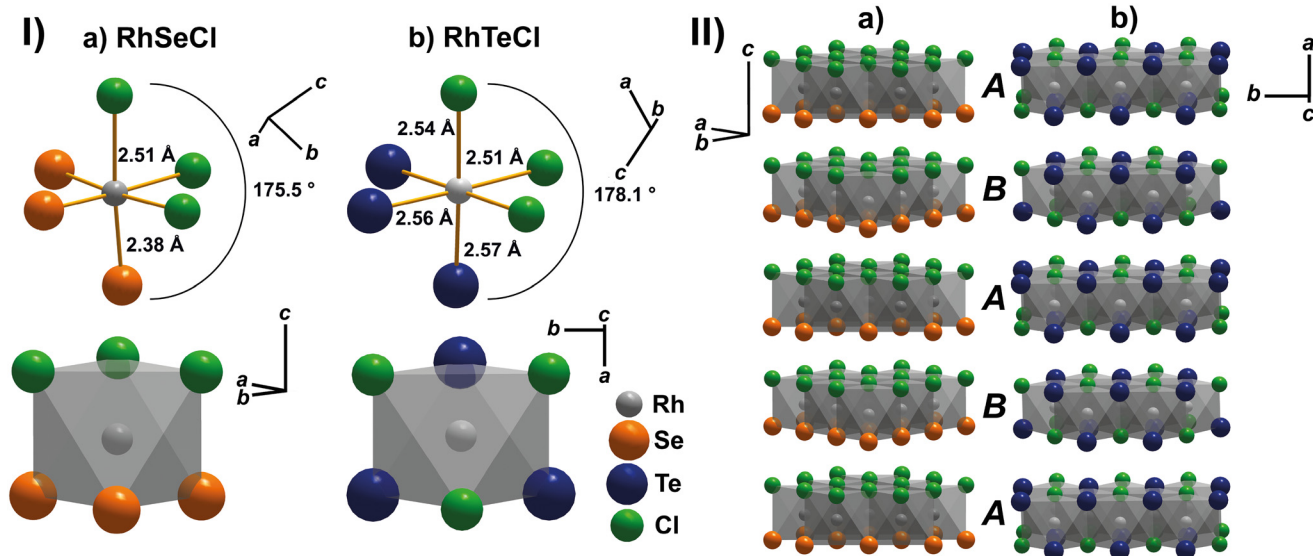 I)
a) RhSeCl
b) RhTeCl
c
a
b
2.51 Å
175.5 °
2.38 Å
a
b
c
2.54 Å
2.51 Å
178.1 °
2.56 Å
2.57 Å
c
a
b
b
c
a
Rh
Se
Te
Cl
II)
a)
b)
c
a
b
a
b
c
A
B
A
B
A